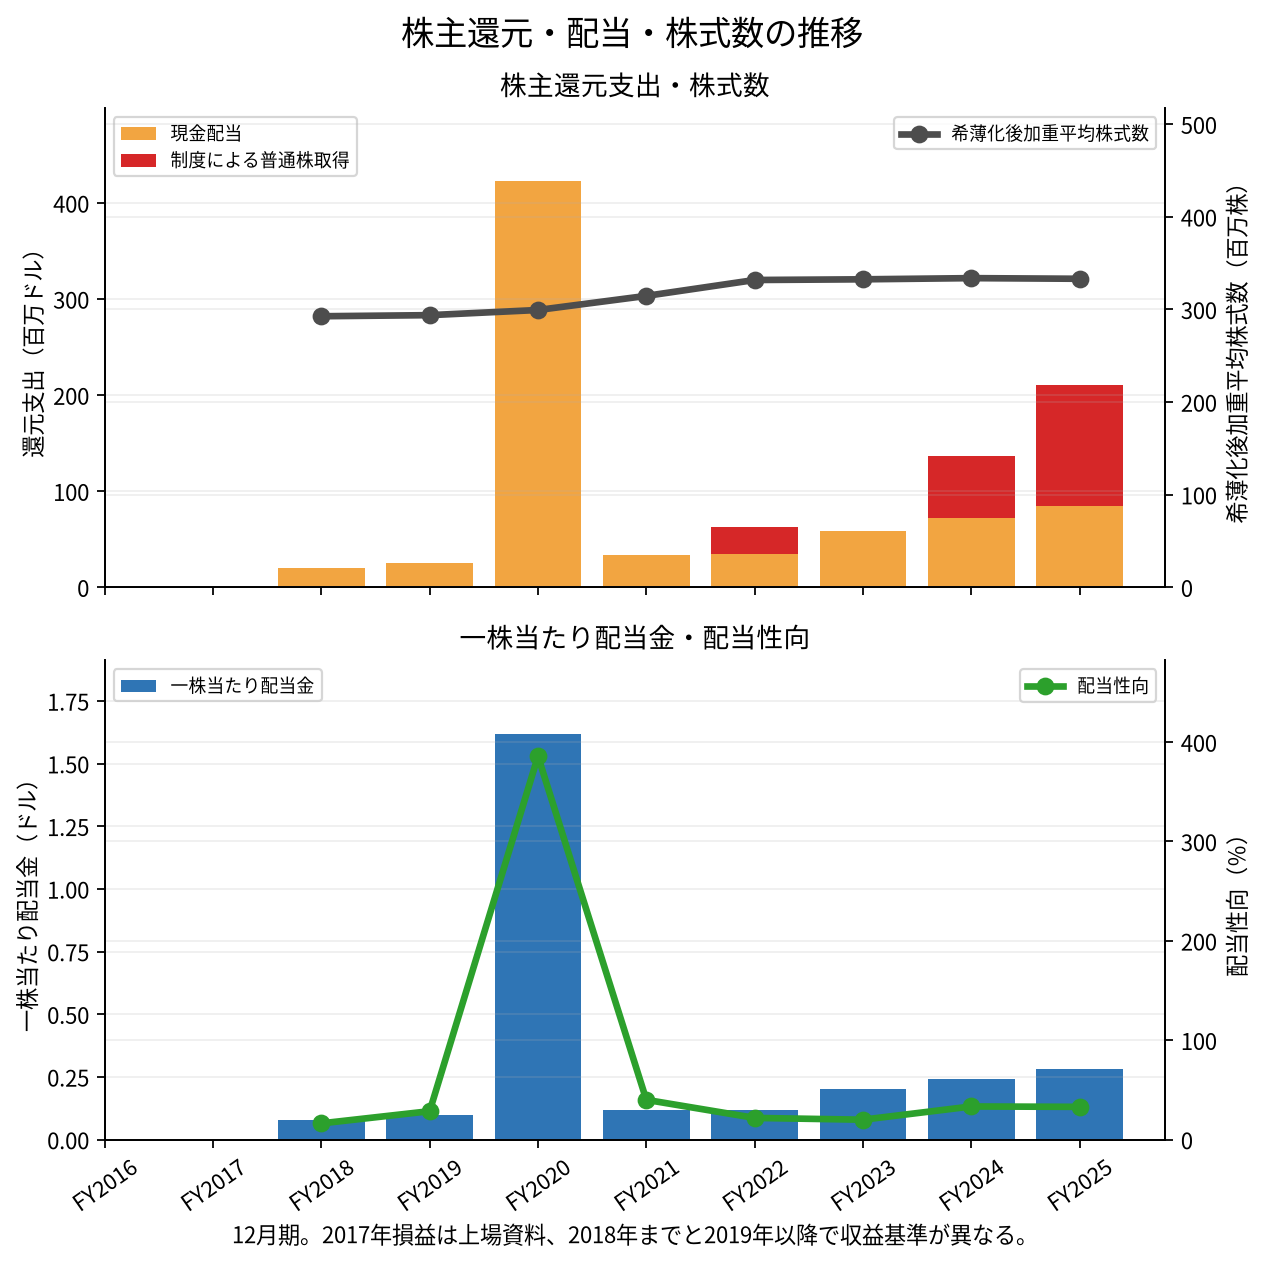 株主還元・配当・株式数の推移
株主還元支出・株式数
現金配当
制度による普通株取得
希薄化後加重平均株式数
還元支出（百万ドル）
400
300
200
100
0
500
400
300
200
100
0
希薄化後加重平均株式数（百万株）
一株当たり配当金・配当性向
一株当たり配当金
配当性向
一株当たり配当金（ドル）
1.75
1.50
1.25
1.00
0.75
0.50
0.25
0.00
400
300
200
100
0
配当性向（%）
FY2016
FY2017
FY2018
FY2019
FY2020
FY2021
FY2022
FY2023
FY2024
FY2025
12月期。2017年損益は上場資料、2018年までと2019年以降で収益基準が異なる。